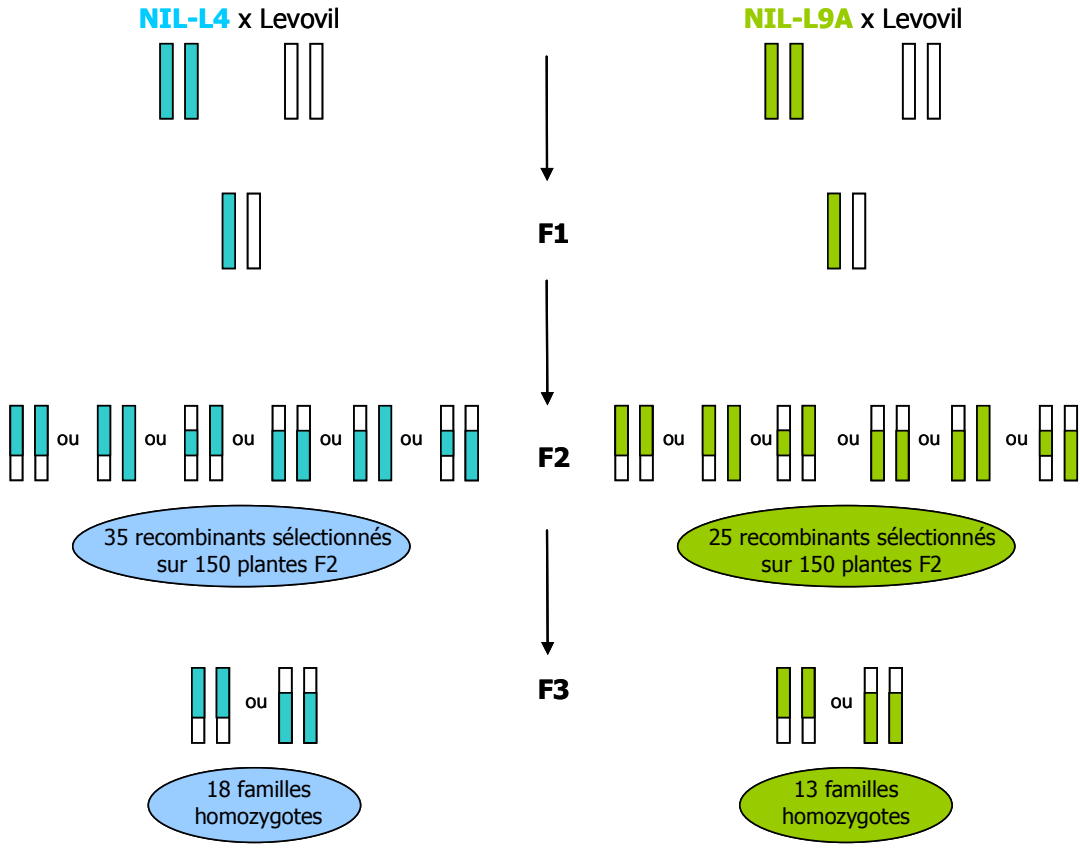 NIL-L4 x Levovil
NIL-L9A x Levovil
F1
ou ou ou ou ou
F2
ou ou ou ou ou
35 recombinants sélectionnés
sur 150 plantes F2
25 recombinants sélectionnés
sur 150 plantes F2
ou
F3
ou
18 familles
homozygotes
13 familles
homozygotes